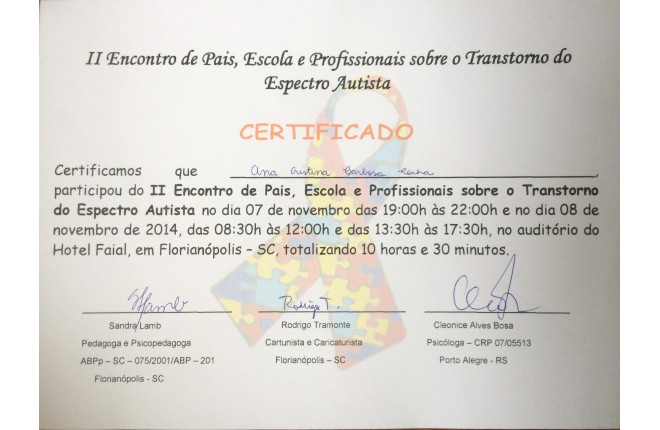 II Encontro de Pais, Escola e Profissionais sobre o Transtorno do
Espectro Autista
CERTIFICADO
Certificamos que Ana Cristina Barbosa Rocha,
participou do II Encontro de Pais, Escola e Profissionais sobre o Transtorno
do Espectro Autista no dia 07 de novembro das 19:00h às 22:00h e no dia 08 de
novembro de 2014, das 08:30h às 12:00h e das 13:30h às 17:30h, no auditório do
Hotel Faial, em Florianópolis – SC, totalizando 10 horas e 30 minutos.
Rodrigo T.
Sandra Lamb
Pedagoga e Psicopedagoga
ABPp – SC – 075/2001/ABP – 201
Florianópolis - SC
Rodrigo Tramonte
Cartunista e Caricaturista
Florianópolis – SC
Cleonice Alves Bosa
Psicóloga – CRP 07/05513
Porto Alegre - RS